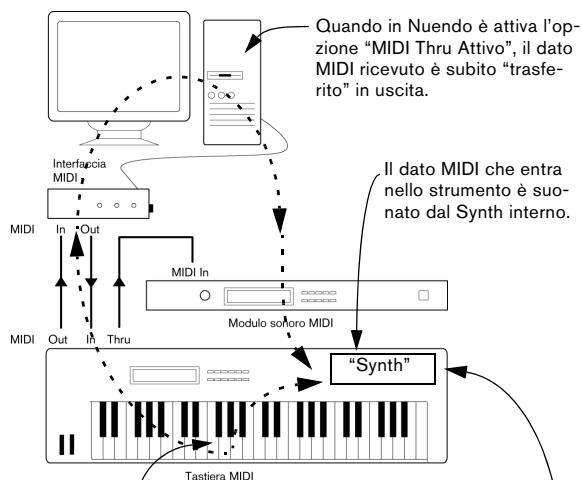 Quando in Nuendo è attiva l’op-
zione “MIDI Thru Attivo”, il dato
MIDI ricevuto è subito “trasfe-
rito” in uscita.
Interfaccia
MIDI
Il dato MIDI che entra
nello strumento è suo-
nato dal Synth interno.
MIDI In Out
MIDI In
Modulo sonoro MIDI
MIDI Out In Thru
“Synth”
Tastiera MIDI